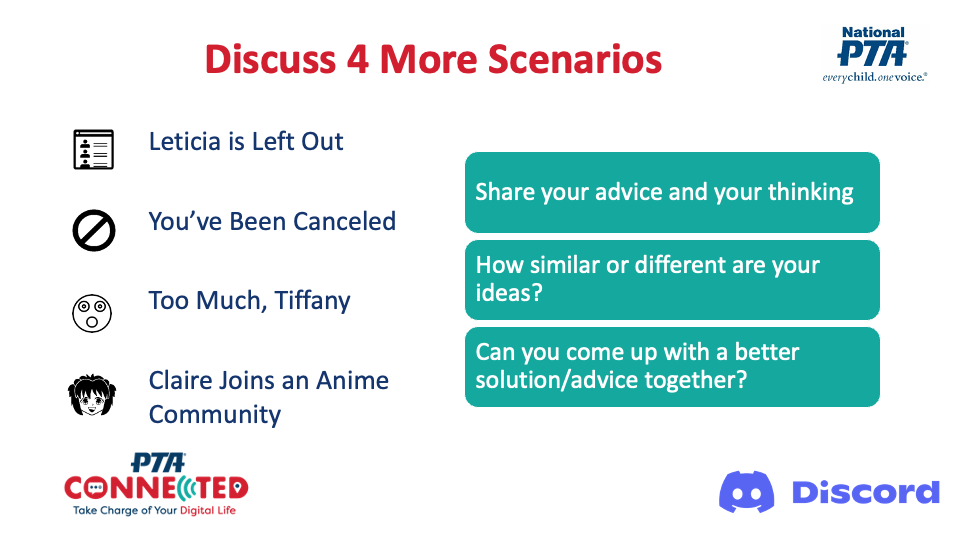 Discuss 4 More Scenarios
National
PTA®
everychild.onevoice.®
Leticia is Left Out
You’ve Been Canceled
Too Much, Tiffany
Claire Joins an Anime
Community
Share your advice and your thinking
How similar or different are your
ideas?
Can you come up with a better
solution/advice together?
PTA
CONNECTED
Take Charge of Your Digital Life
Discord